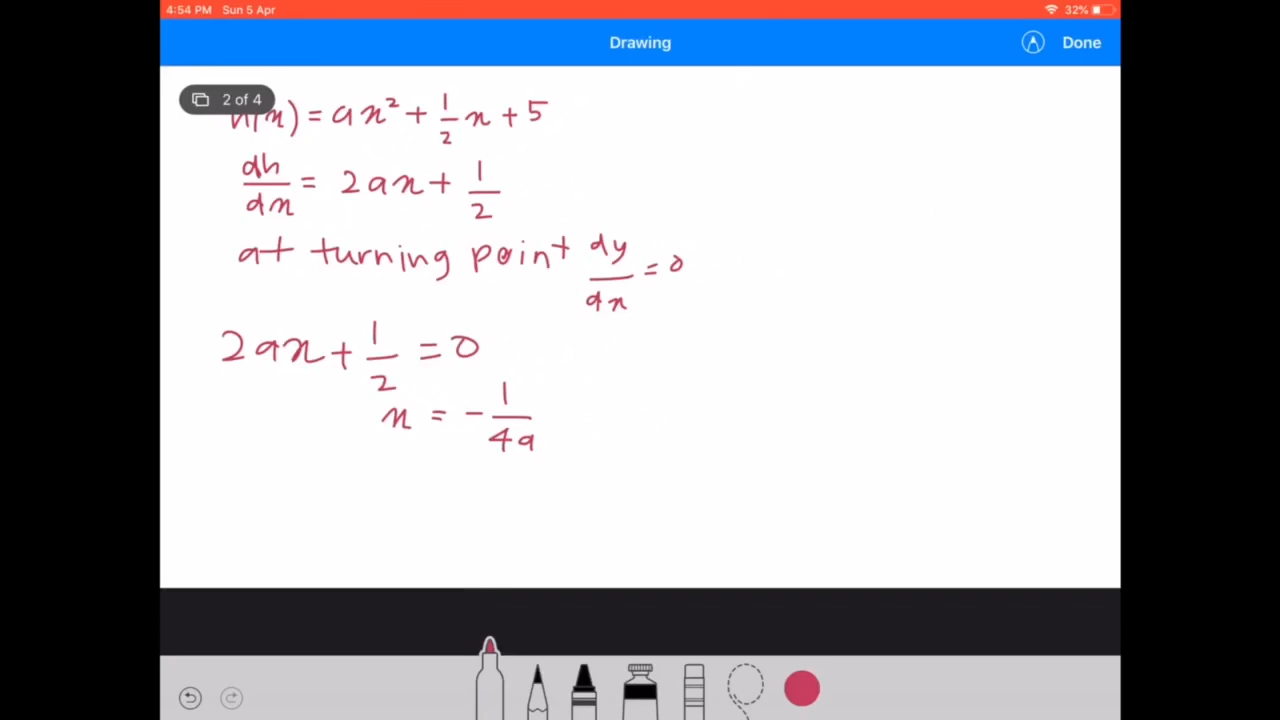 4:54 PM Sun 5 Apr 32%
Drawing Done
2 of 4
h(x) = ax² + 1/2 x + 5
dh/dx = 2ax + 1/2
at turning point dy/dx = 0
2ax + 1/2 = 0
x = - 1/4a